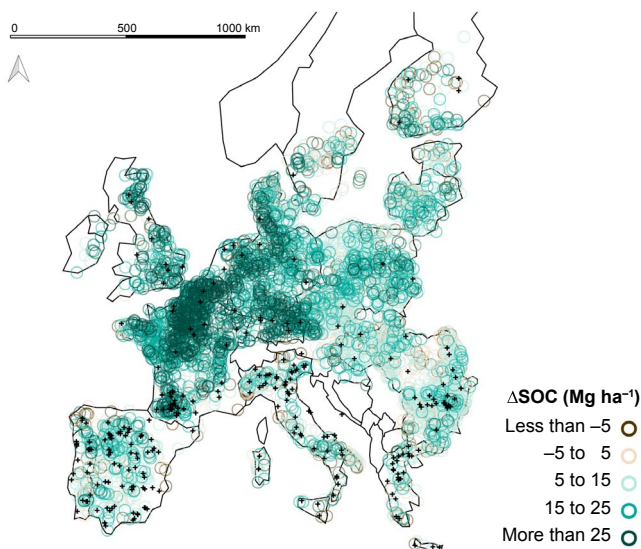 0 500 1000 km
ΔSOC (Mg ha⁻¹)
Less than –5
–5 to 5
5 to 15
15 to 25
More than 25